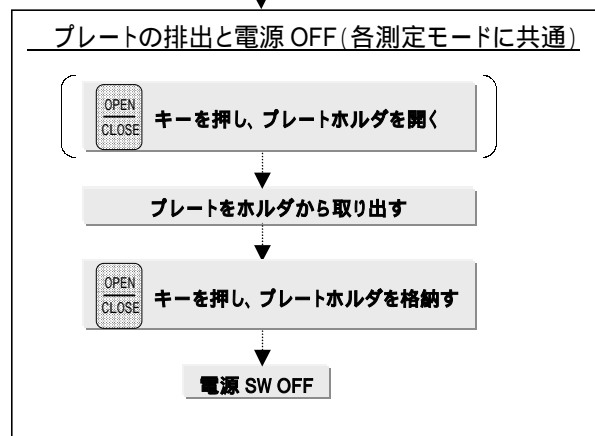 プレートの排出と電源 OFF(各測定モードに共通)
OPEN
CLOSE
キーを押し、プレートホルダを開く
プレートをホルダから取り出す
OPEN
CLOSE
キーを押し、プレートホルダを格納す
電源 SW OFF